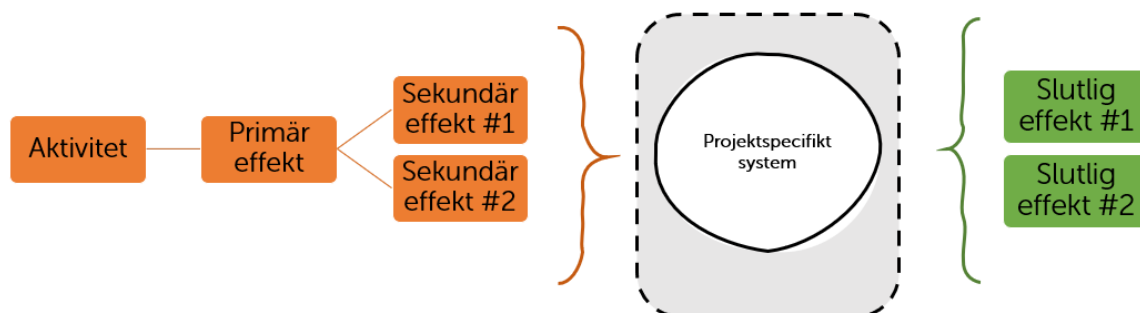 Aktivitet
Primär
effekt
Sekundär
effekt #1
Sekundär
effekt #2
Projektspecifikt
system
Slutlig
effekt #1
Slutlig
effekt #2